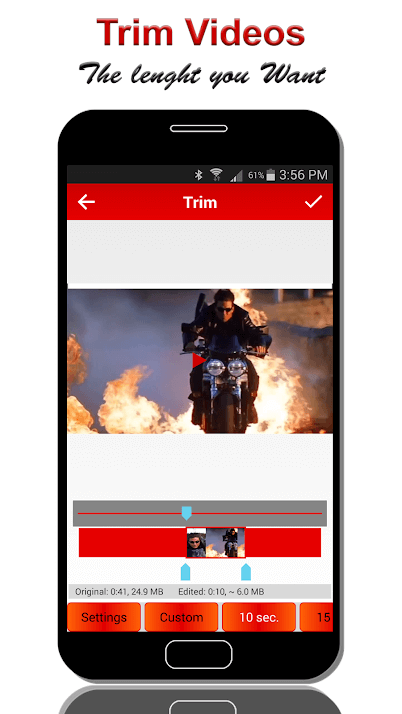 Trim Videos
The lenght you Want
61% 3:56 PM
Trim
Original: 0:41, 24.9 MB Edited: 0:10, ~ 6.0 MB
Settings Custom 10 sec. 15